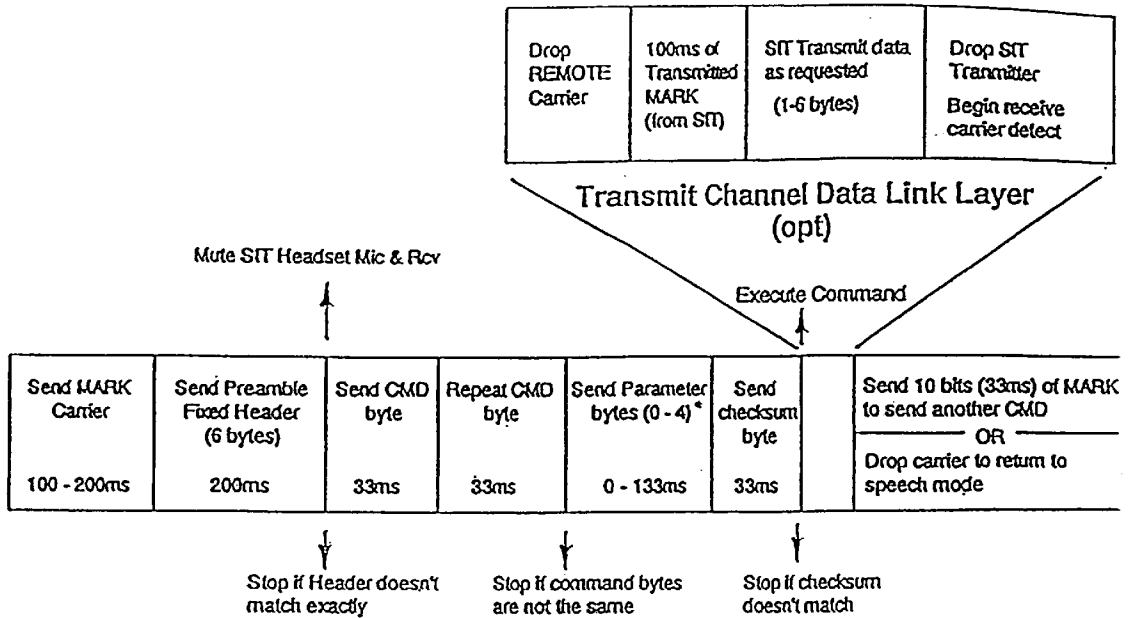 Drop
REMOTE
Carrier
100ms of
Transmitted
MARK
(from SIT)
SIT Transmit data
as requested
(1-6 bytes)
Drop SIT
Tranmitter
Begin receive
carrier detect
Transmit Channel Data Link Layer
(opt)
Mute SIT Headset Mic & Rcv
Execute Command
Send MARK
Carrier
100 - 200ms
Send Preamble
Fixed Header
(6 bytes)
200ms
Send CMD
byte
33ms
Repeat CMD
byte
33ms
Send Parameter
bytes (0 - 4)*
0 - 133ms
Send
checksum
byte
33ms
Send 10 bits (33ms) of MARK
to send another CMD
OR
Drop carrier to return to
speech mode
Stop if Header doesn't
match exactly
Stop if command bytes
are not the same
Stop if checksum
doesn't match